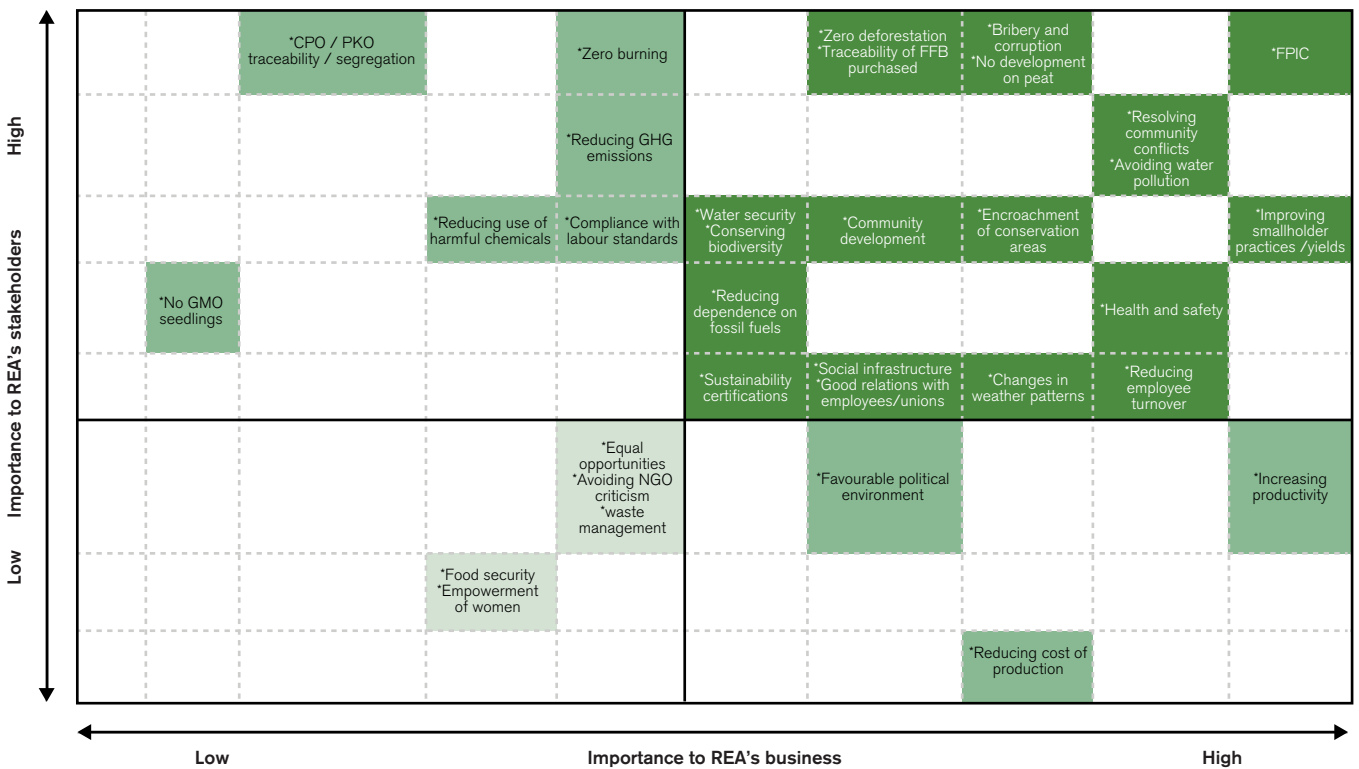 High
Importance to REA's stakeholders
Low
*CPO / PKO
traceability / segregation
*Zero burning
*Zero deforestation
*Traceability of FFB
purchased
*Bribery and
corruption
*No development
on peat
*FPIC
*Reducing GHG
emissions
*Resolving
community
conflicts
*Avoiding water
pollution
*Reducing use of
harmful chemicals
*Compliance with
labour standards
*Water security
*Conserving
biodiversity
*Community
development
*Encroachment
of conservation
areas
*Improving
smallholder
practices /yields
*No GMO
seedlings
*Reducing
dependence on
fossil fuels
*Health and safety
*Sustainability
certifications
*Social infrastructure
*Good relations with
employees/unions
*Changes in
weather patterns
*Reducing
employee
turnover
*Equal
opportunities
*Avoiding NGO
criticism
*waste
management
*Favourable political
environment
*Increasing
productivity
*Food security
*Empowerment
of women
*Reducing cost of
production
Low
Importance to REA's business
High